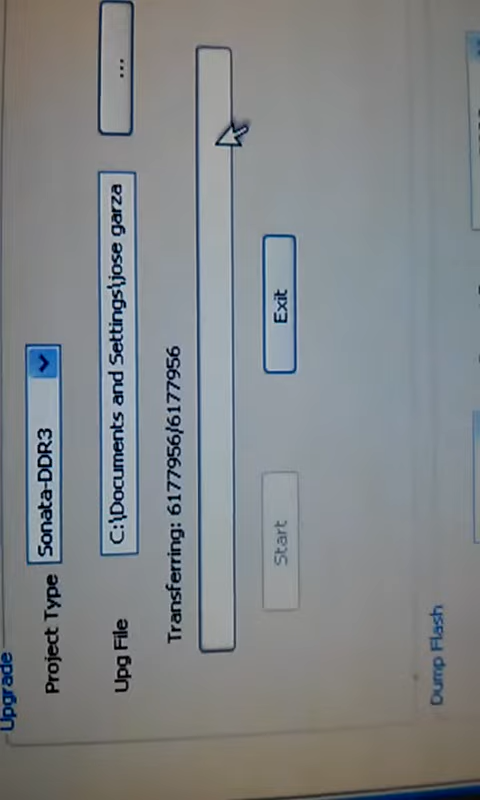 Upgrade
Project Type Sonata-DDR3
Upg File C:\Documents and Settings\jose garza ...
Transferring: 6177956/6177956
Start Exit
Dump Flash